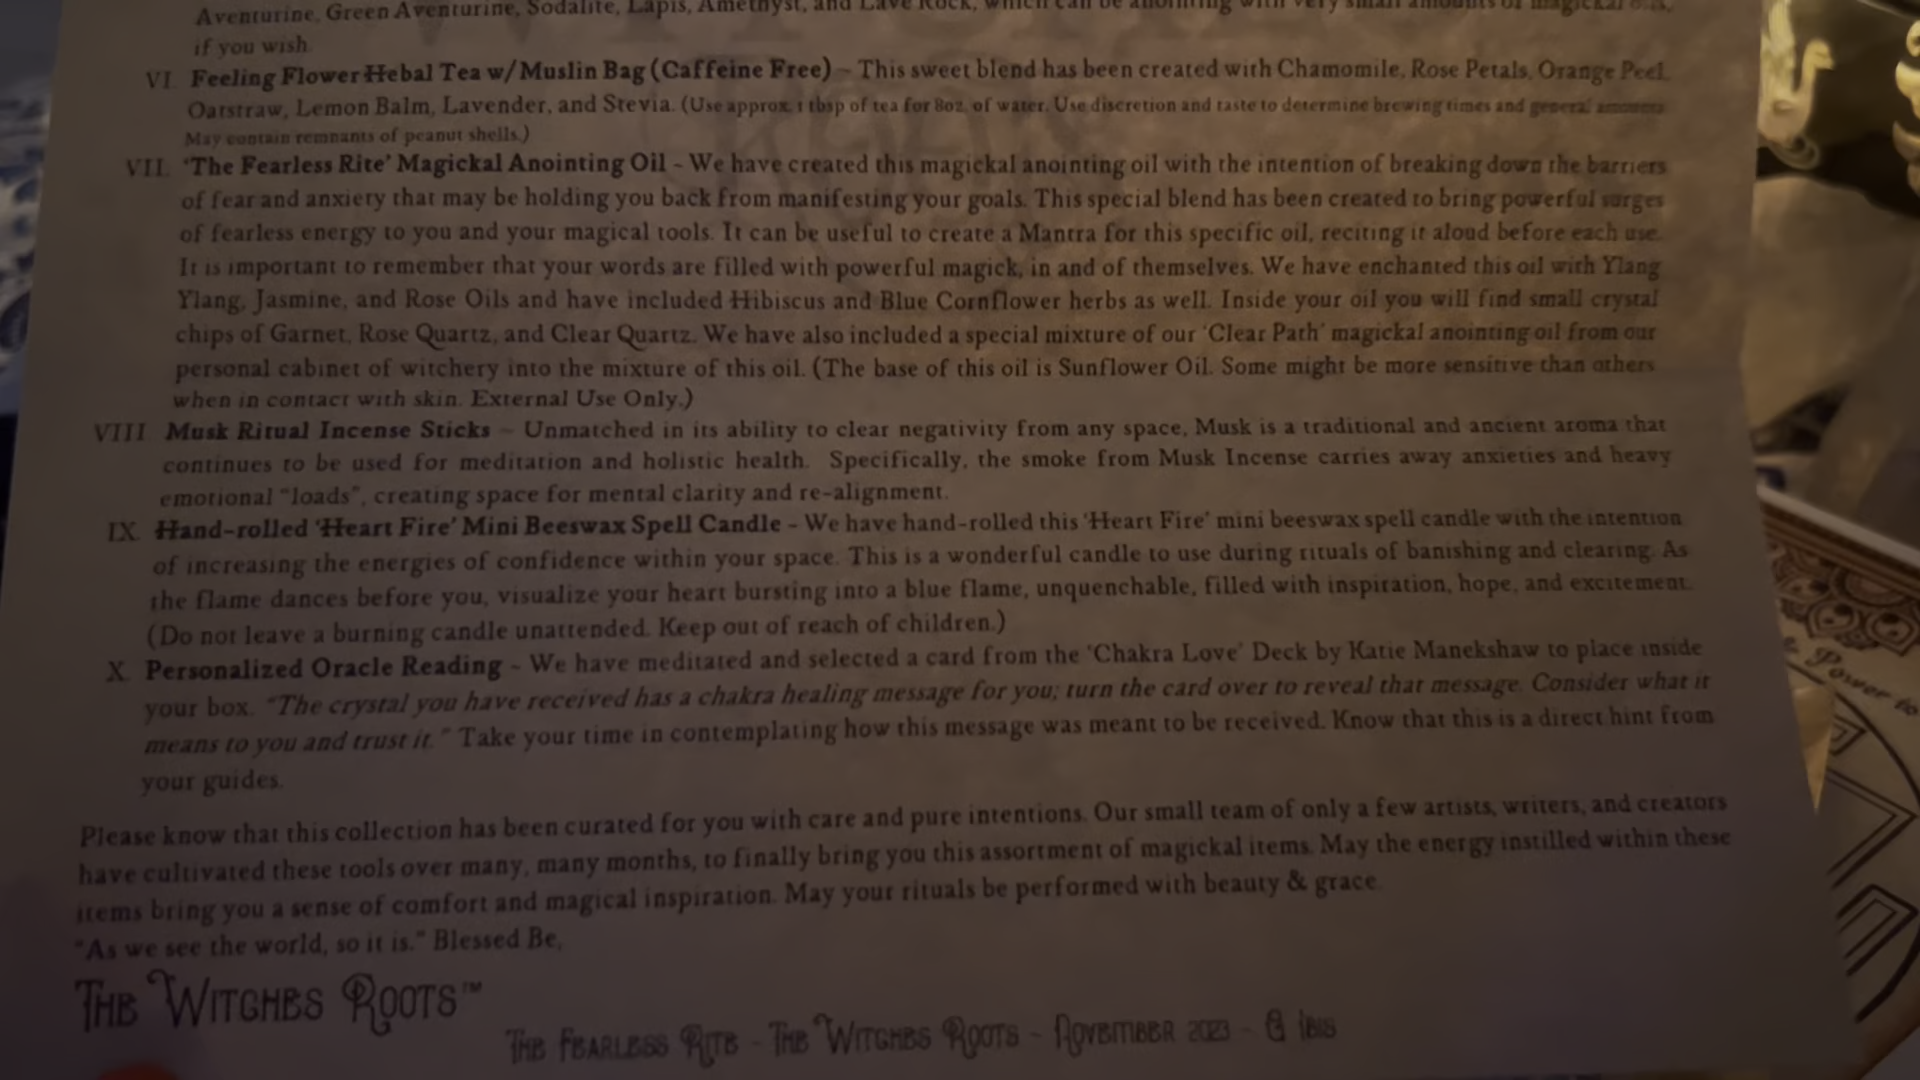 Aventurine, Green Aventurine, Sodalite, Lapis, Amethyst, and Lave Rock, which can be anointing with very small amounts of magickal oils,
if you wish.
VI. Feeling Flower Hebal Tea w/ Muslin Bag (Caffeine Free) ~ This sweet blend has been created with Chamomile, Rose Petals, Orange Peel,
Oatstraw, Lemon Balm, Lavender, and Stevia. (Use approx. 1 tbsp of tea for 8oz. of water. Use discretion and taste to determine brewing times and general amounts.
May contain remnants of peanut shells.)
VII. 'The Fearless Rite' Magickal Anointing Oil ~ We have created this magickal anointing oil with the intention of breaking down the barriers
of fear and anxiety that may be holding you back from manifesting your goals. This special blend has been created to bring powerful surges
of fearless energy to you and your magical tools. It can be useful to create a Mantra for this specific oil, reciting it aloud before each use.
It is important to remember that your words are filled with powerful magick, in and of themselves. We have enchanted this oil with Ylang
Ylang, Jasmine, and Rose Oils and have included Hibiscus and Blue Cornflower herbs as well. Inside your oil you will find small crystal
chips of Garnet, Rose Quartz, and Clear Quartz. We have also included a special mixture of our 'Clear Path' magickal anointing oil from our
personal cabinet of witchery into the mixture of this oil. (The base of this oil is Sunflower Oil. Some might be more sensitive than others
when in contact with skin. External Use Only.)
VIII. Musk Ritual Incense Sticks ~ Unmatched in its ability to clear negativity from any space, Musk is a traditional and ancient aroma that
continues to be used for meditation and holistic health. Specifically, the smoke from Musk Incense carries away anxieties and heavy
emotional "loads", creating space for mental clarity and re-alignment.
IX. Hand-rolled 'Heart Fire' Mini Beeswax Spell Candle ~ We have hand-rolled this 'Heart Fire' mini beeswax spell candle with the intention
of increasing the energies of confidence within your space. This is a wonderful candle to use during rituals of banishing and clearing. As
the flame dances before you, visualize your heart bursting into a blue flame, unquenchable, filled with inspiration, hope, and excitement.
(Do not leave a burning candle unattended. Keep out of reach of children.)
X. Personalized Oracle Reading ~ We have meditated and selected a card from the 'Chakra Love' Deck by Katie Manekshaw to place inside
your box. "The crystal you have received has a chakra healing message for you; turn the card over to reveal that message. Consider what it
means to you and trust it." Take your time in contemplating how this message was meant to be received. Know that this is a direct hint from
your guides.
Please know that this collection has been curated for you with care and pure intentions. Our small team of only a few artists, writers, and creators
have cultivated these tools over many, many months, to finally bring you this assortment of magickal items. May the energy instilled within these
items bring you a sense of comfort and magical inspiration. May your rituals be performed with beauty & grace.
"As we see the world, so it is." Blessed Be,
The Witches Roots™
The Fearless Rite ~ The Witches Roots ~ November 2023 ~ @ Ibis
Power to